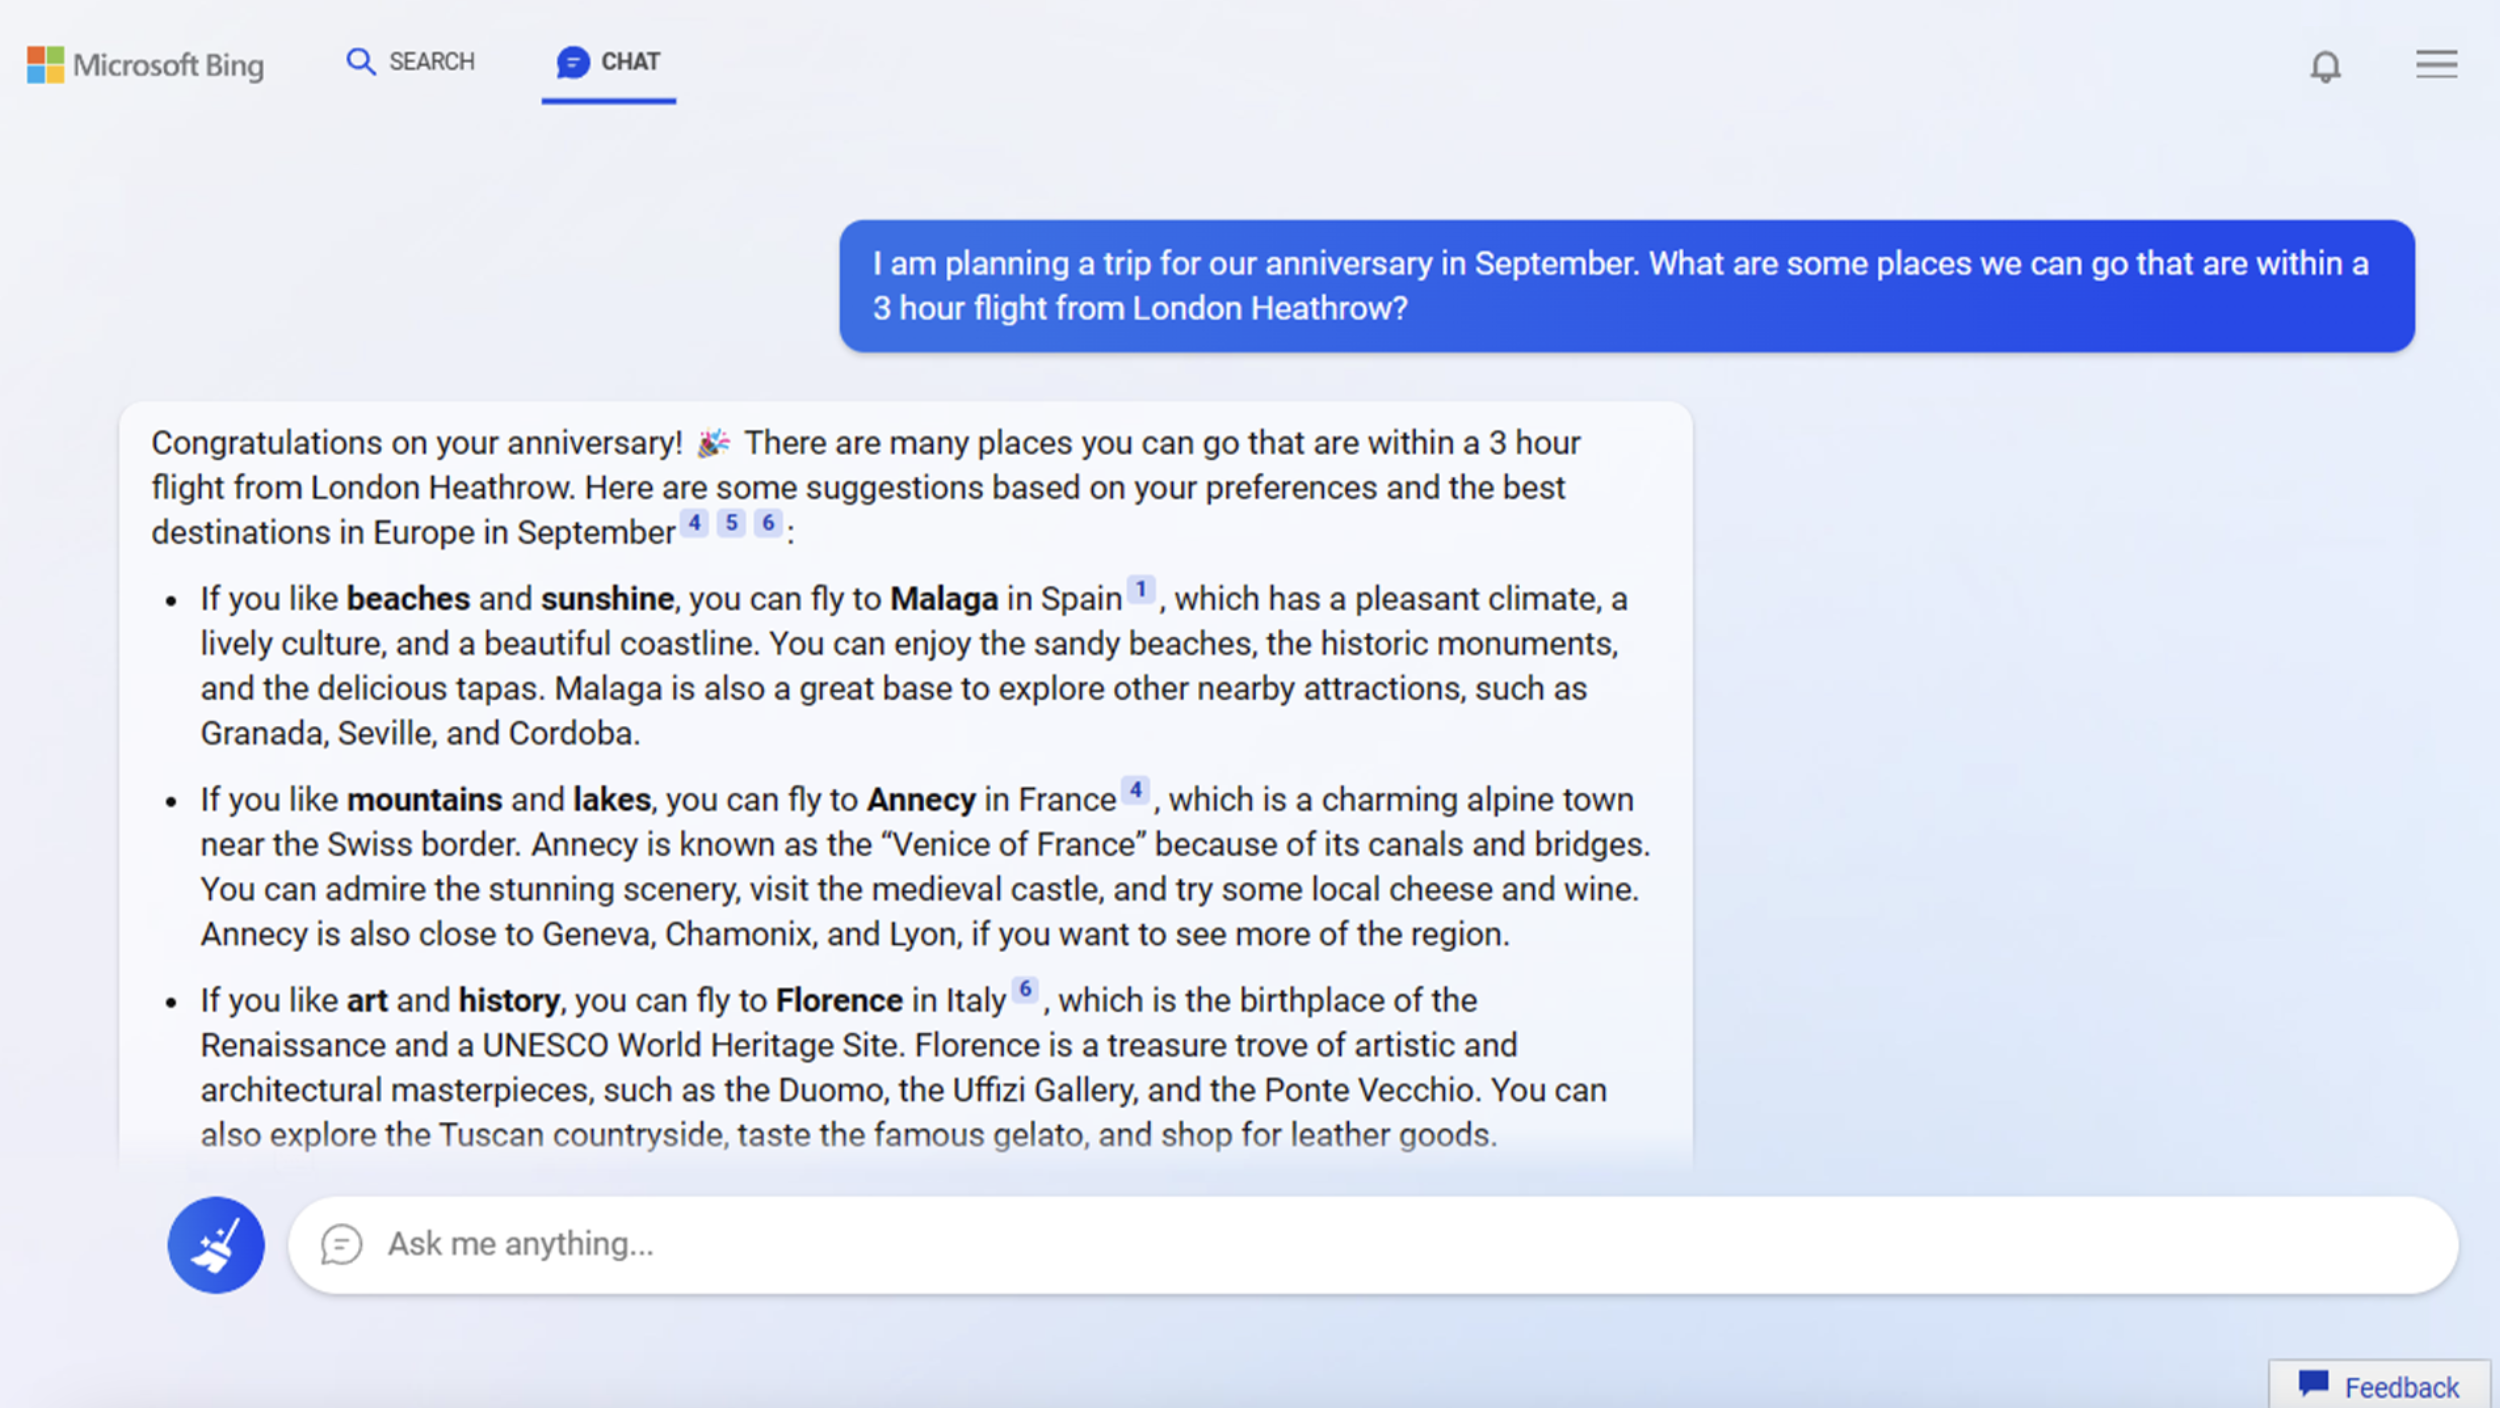 Microsoft Bing
SEARCH
CHAT
I am planning a trip for our anniversary in September. What are some places we can go that are within a
3 hour flight from London Heathrow?
Congratulations on your anniversary! 🎉 There are many places you can go that are within a 3 hour
flight from London Heathrow. Here are some suggestions based on your preferences and the best
destinations in Europe in September 4 5 6 :
• If you like beaches and sunshine, you can fly to Malaga in Spain 1 , which has a pleasant climate, a
lively culture, and a beautiful coastline. You can enjoy the sandy beaches, the historic monuments,
and the delicious tapas. Malaga is also a great base to explore other nearby attractions, such as
Granada, Seville, and Cordoba.
• If you like mountains and lakes, you can fly to Annecy in France 4 , which is a charming alpine town
near the Swiss border. Annecy is known as the “Venice of France” because of its canals and bridges.
You can admire the stunning scenery, visit the medieval castle, and try some local cheese and wine.
Annecy is also close to Geneva, Chamonix, and Lyon, if you want to see more of the region.
• If you like art and history, you can fly to Florence in Italy 6 , which is the birthplace of the
Renaissance and a UNESCO World Heritage Site. Florence is a treasure trove of artistic and
architectural masterpieces, such as the Duomo, the Uffizi Gallery, and the Ponte Vecchio. You can
also explore the Tuscan countryside, taste the famous gelato, and shop for leather goods.
Ask me anything...
Feedback